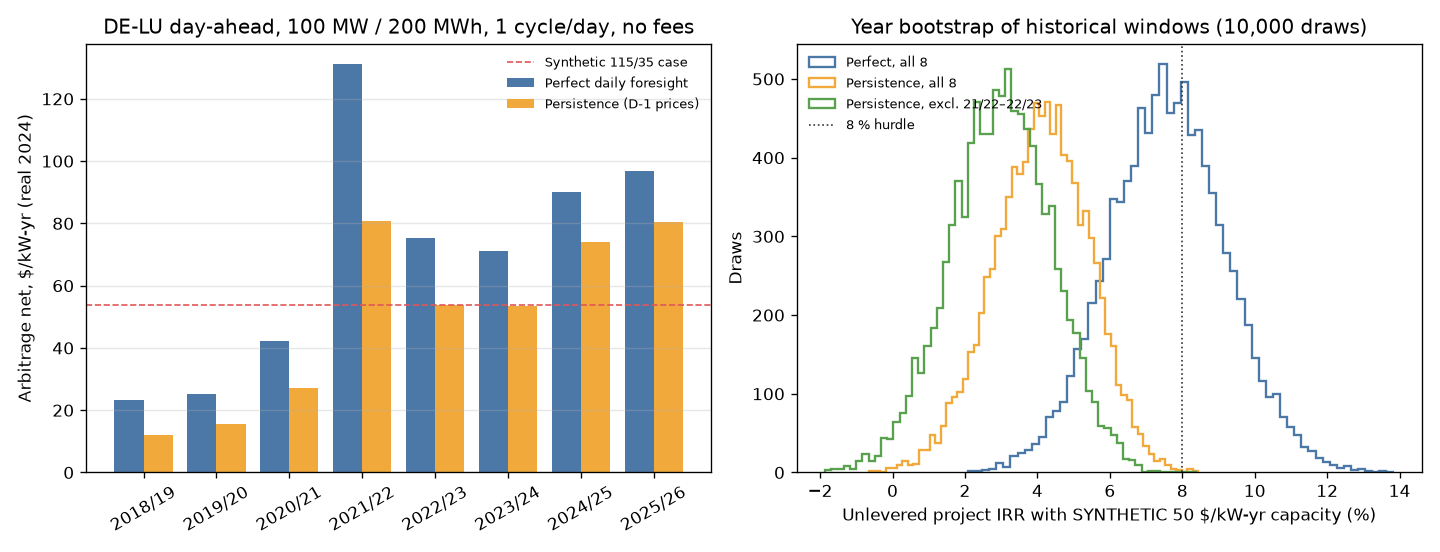 DE-LU day-ahead, 100 MW / 200 MWh, 1 cycle/day, no fees
Arbitrage net, $/kW-yr (real 2024)
120
100
80
60
40
20
0
Synthetic 115/35 case
Perfect daily foresight
Persistence (D-1 prices)
2018/19
2019/20
2020/21
2021/22
2022/23
2023/24
2024/25
2025/26
Year bootstrap of historical windows (10,000 draws)
Draws
500
400
300
200
100
0
Perfect, all 8
Persistence, all 8
Persistence, excl. 21/22–22/23
8 % hurdle
−2
0
2
4
6
8
10
12
14
Unlevered project IRR with SYNTHETIC 50 $/kW-yr capacity (%)